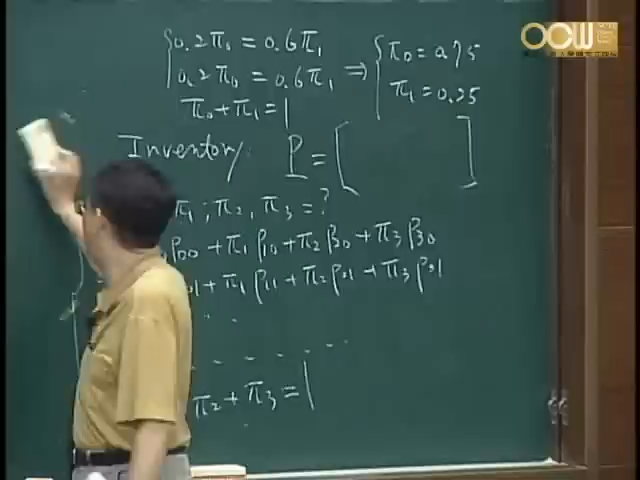 OCW
0.2π₀ = 0.6π₁
0.2π₀ = 0.6π₁ ⇒ π₀ = 0.75
π₀ + π₁ = 1 π₁ = 0.25
Inventory: P = [ ]
π₁, π₂, π₃ = ?
p₀₀ + π₁ p₁₀ + π₂ p₂₀ + π₃ p₃₀
+ π₁ p₁₁ + π₂ p₂₁ + π₃ p₃₁
π₂ + π₃ = 1